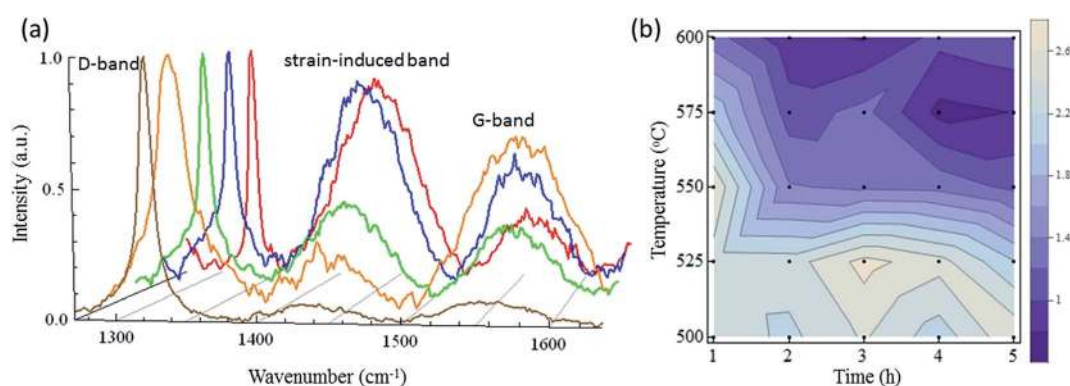 (a)
D-band
strain-induced band
G-band
1.0
0.5
0.0
Intensity (a.u.)
1300
1400
1500
1600
Wavenumber (cm⁻¹)
(b)
600
575
550
525
500
Temperature (°C)
1
2
3
4
5
Time (h)
2.6
2.2
1.8
1.4
1